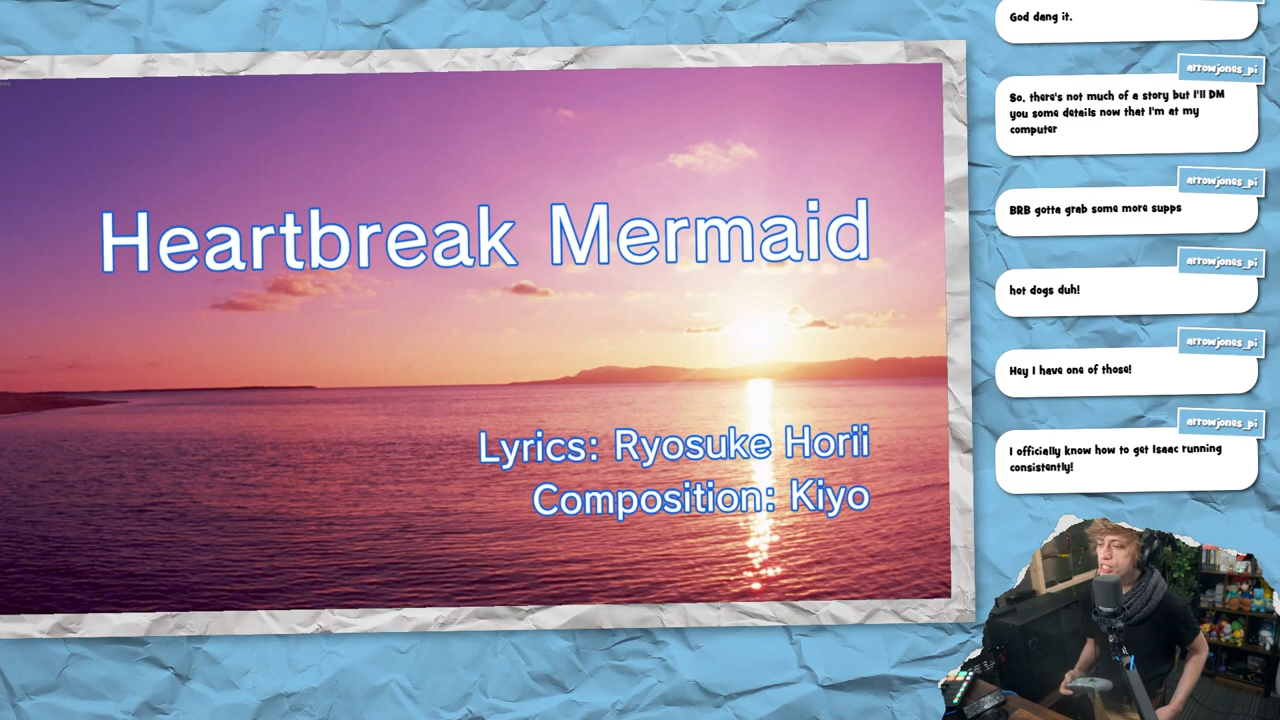 Heartbreak Mermaid
Lyrics: Ryosuke Horii
Composition: Kiyo
God dang it.
arrowjones_pi
So, there's not much of a story but I'll DM
you some details now that I'm at my
computer
arrowjones_pi
BRB gotta grab some more supps
arrowjones_pi
hot dogs duh!
arrowjones_pi
Hey I have one of those!
arrowjones_pi
I officially know how to get Isaac running
consistently!